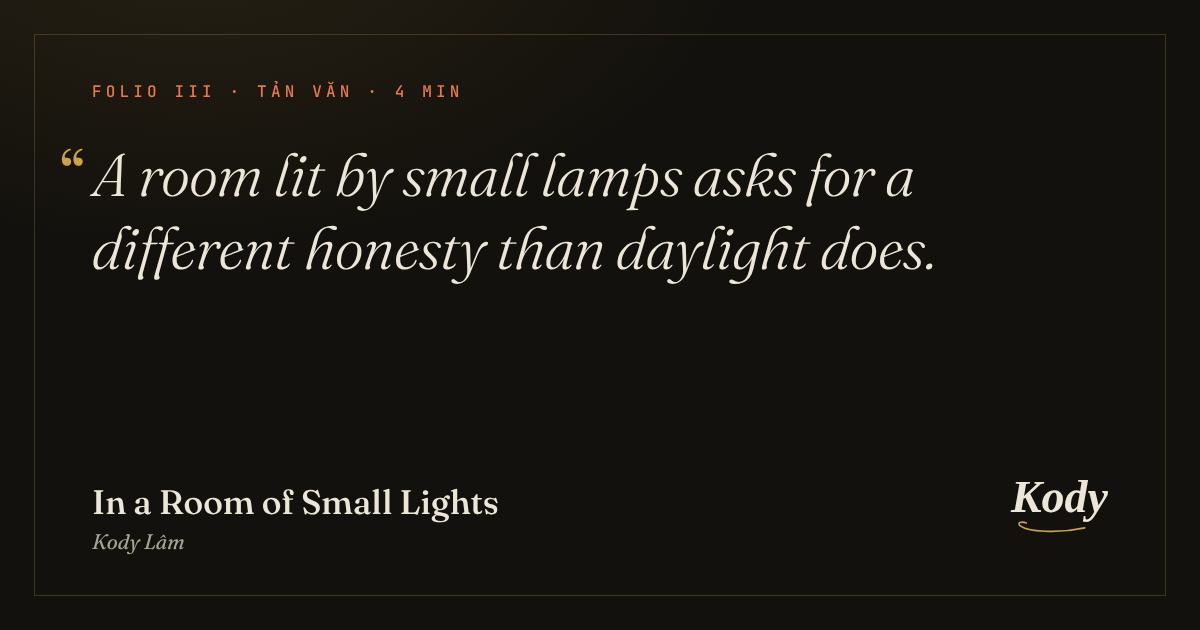 FOLIO III · TẢN VĂN · 4 MIN
“A room lit by small lamps asks for a
different honesty than daylight does.
In a Room of Small Lights
Kody Lâm
Kody